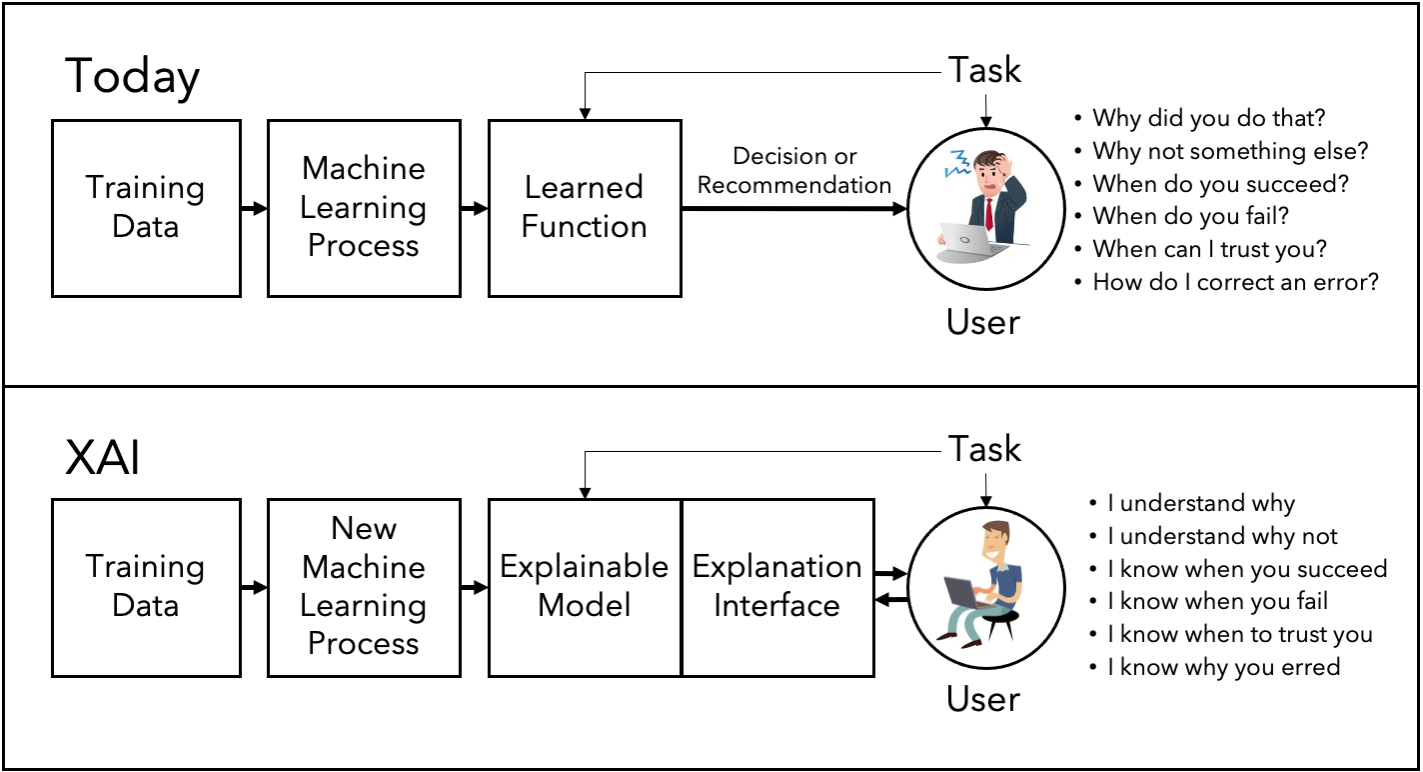 Today
Task
Training
Data
Machine
Learning
Process
Learned
Function
Decision or
Recommendation
User
• Why did you do that?
• Why not something else?
• When do you succeed?
• When do you fail?
• When can I trust you?
• How do I correct an error?
XAI
Task
Training
Data
New
Machine
Learning
Process
Explainable
Model
Explanation
Interface
User
• I understand why
• I understand why not
• I know when you succeed
• I know when you fail
• I know when to trust you
• I know why you erred